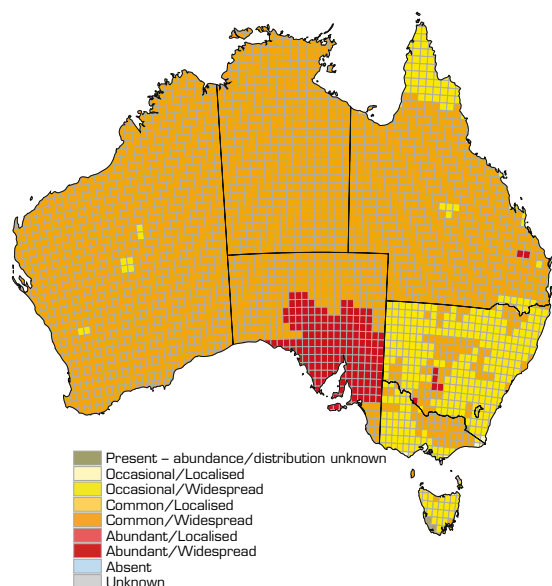 Present – abundance/distribution unknown
Occasional/Localised
Occasional/Widespread
Common/Localised
Common/Widespread
Abundant/Localised
Abundant/Widespread
Absent
Unknown